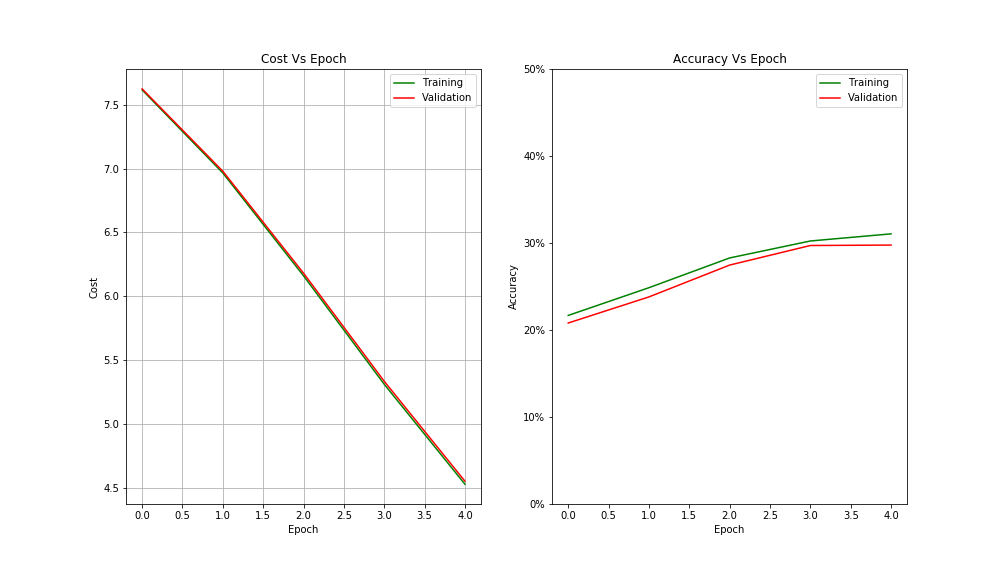 Cost Vs Epoch
Training
Validation
7.5
7.0
6.5
6.0
5.5
5.0
4.5
Cost
0.0 0.5 1.0 1.5 2.0 2.5 3.0 3.5 4.0
Epoch
Accuracy Vs Epoch
Training
Validation
50%
40%
30%
20%
10%
0%
Accuracy
0.0 0.5 1.0 1.5 2.0 2.5 3.0 3.5 4.0
Epoch